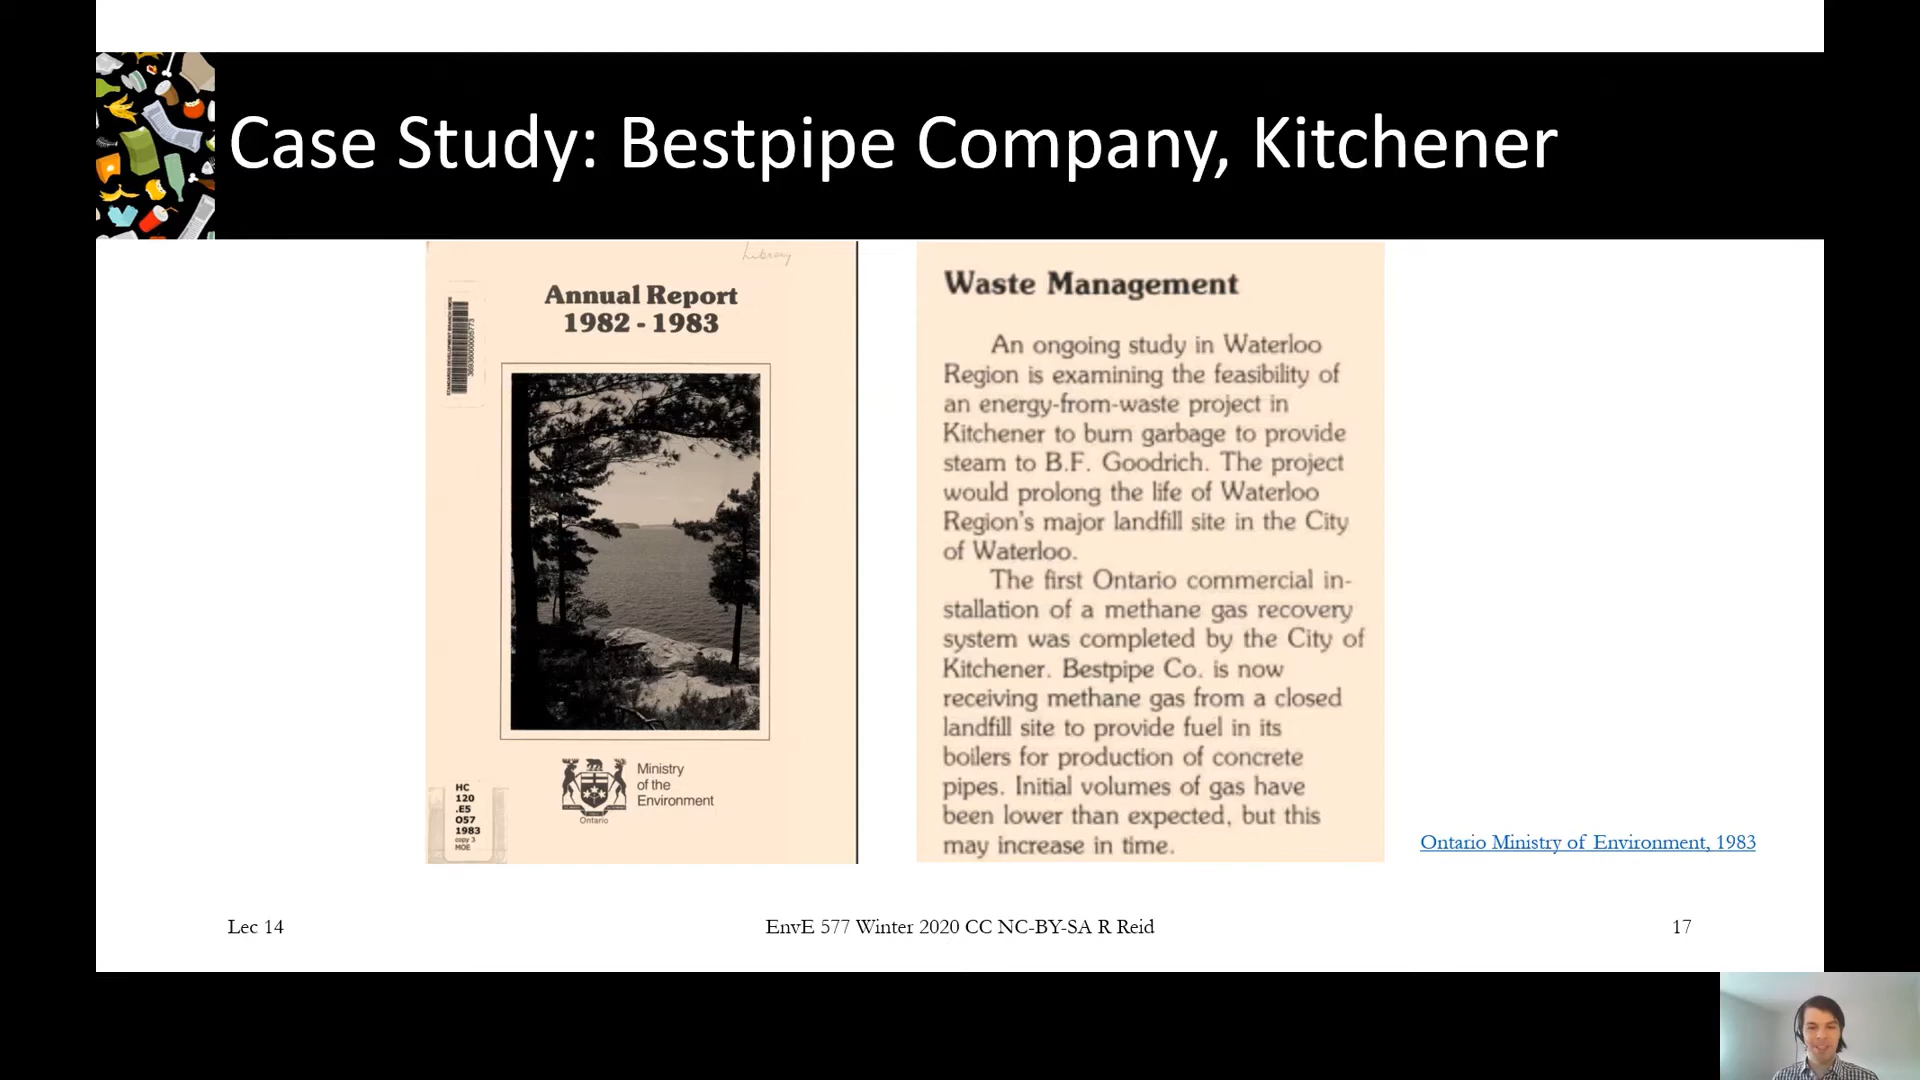 Case Study: Bestpipe Company, Kitchener
Library
Annual Report
1982 - 1983
Ministry
of the
Environment
Ontario
HC
120
.E5
O57
1983
copy 3
MOE
Waste Management
An ongoing study in Waterloo
Region is examining the feasibility of
an energy-from-waste project in
Kitchener to burn garbage to provide
steam to B.F. Goodrich. The project
would prolong the life of Waterloo
Region's major landfill site in the City
of Waterloo.
The first Ontario commercial in-
stallation of a methane gas recovery
system was completed by the City of
Kitchener. Bestpipe Co. is now
receiving methane gas from a closed
landfill site to provide fuel in its
boilers for production of concrete
pipes. Initial volumes of gas have
been lower than expected, but this
may increase in time.
Ontario Ministry of Environment, 1983
Lec 14
EnvE 577 Winter 2020 CC NC-BY-SA R Reid
17